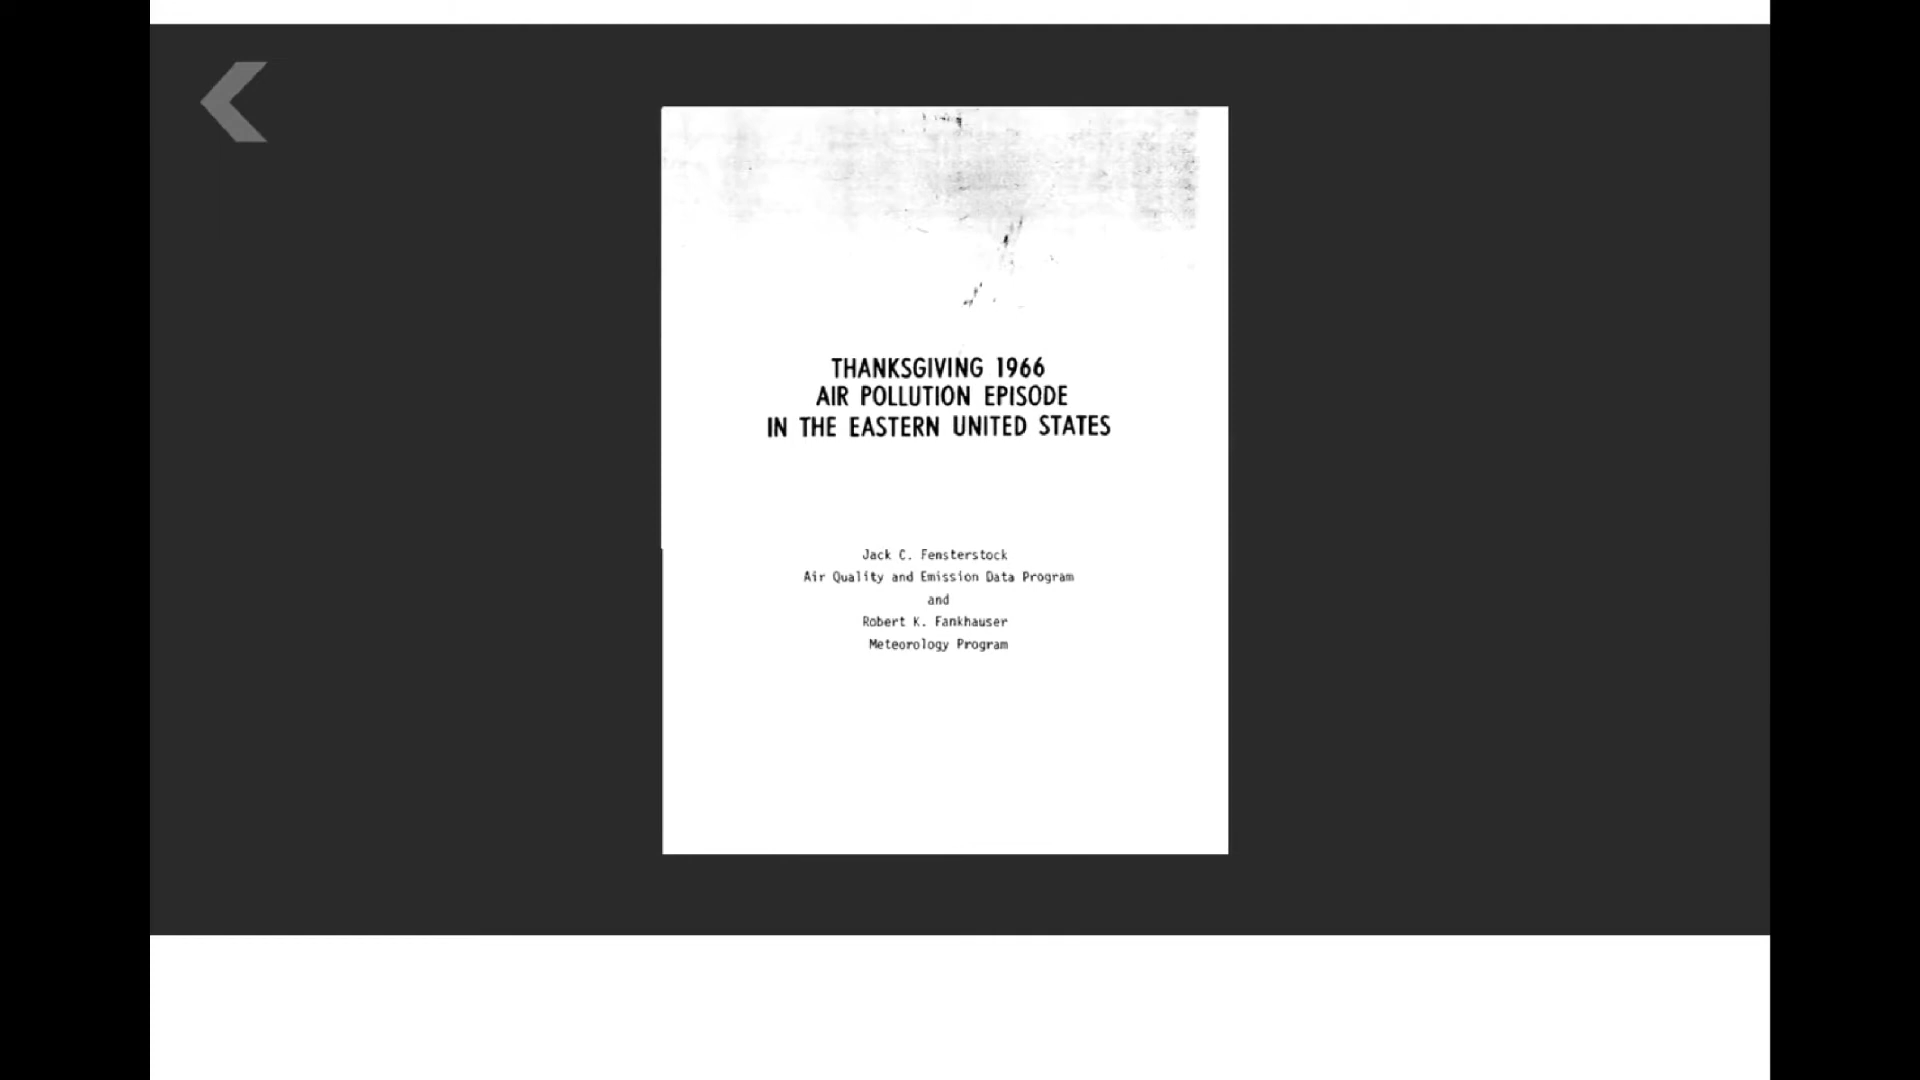 THANKSGIVING 1966
AIR POLLUTION EPISODE
IN THE EASTERN UNITED STATES
Jack C. Fensterstock
Air Quality and Emission Data Program
and
Robert K. Fankhauser
Meteorology Program